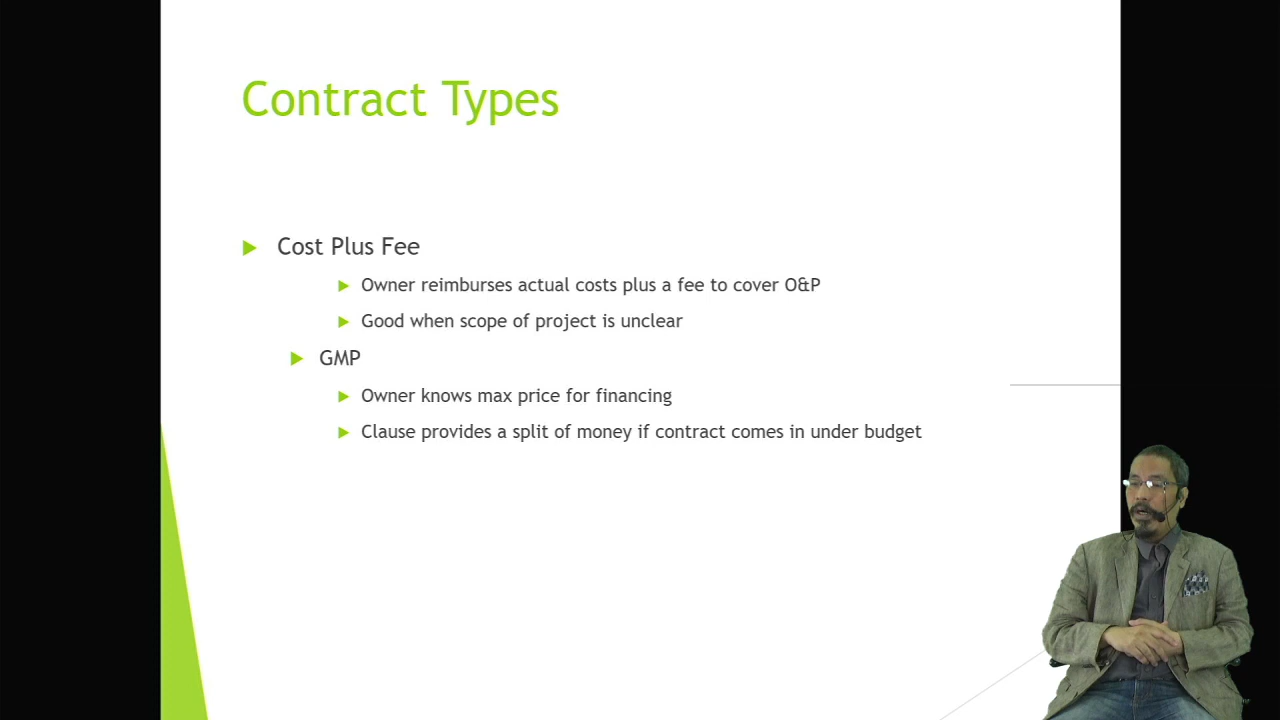 Contract Types
Cost Plus Fee
Owner reimburses actual costs plus a fee to cover O&P
Good when scope of project is unclear
GMP
Owner knows max price for financing
Clause provides a split of money if contract comes in under budget